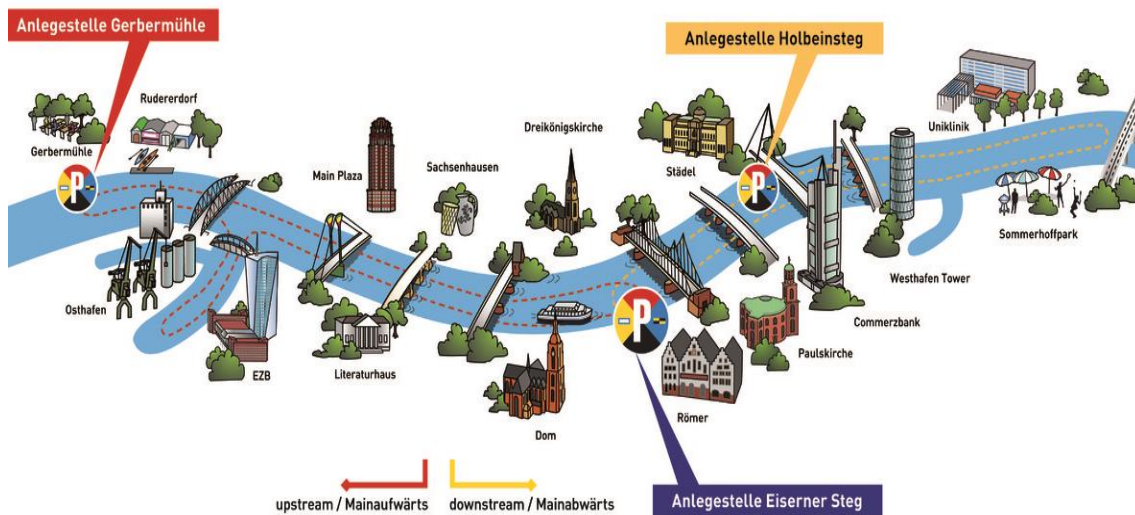 Anlegestelle Gerbermühle
Anlegestelle Holbeinsteg
Uniklinik
Rudererdorf
Gerbermühle
Dreikönigskirche
Main Plaza
Sachsenhausen
Städel
P
P
Sommerhoffpark
Westhafen Tower
Osthafen
Commerzbank
P
Paulskirche
EZB
Literaturhaus
Römer
Dom
upstream / Mainaufwärts
downstream / Mainabwärts
Anlegestelle Eiserner Steg